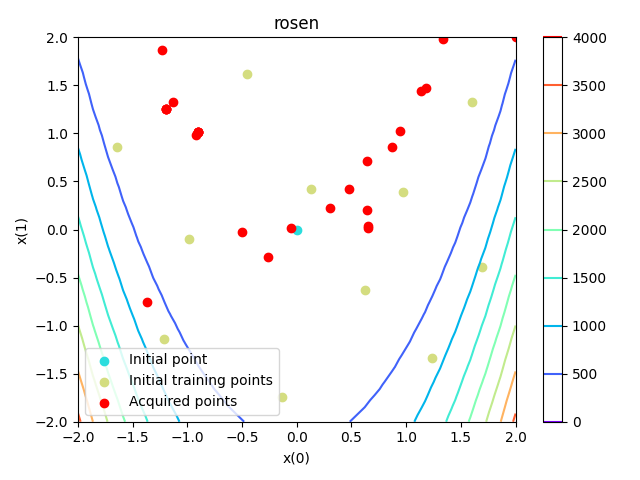 rosen
2.0
1.5
1.0
0.5
0.0
−0.5
−1.0
−1.5
−2.0
x(1)
Initial point
Initial training points
Acquired points
−2.0 −1.5 −1.0 −0.5 0.0 0.5 1.0 1.5 2.0
x(0)
4000
3500
3000
2500
2000
1500
1000
500
0